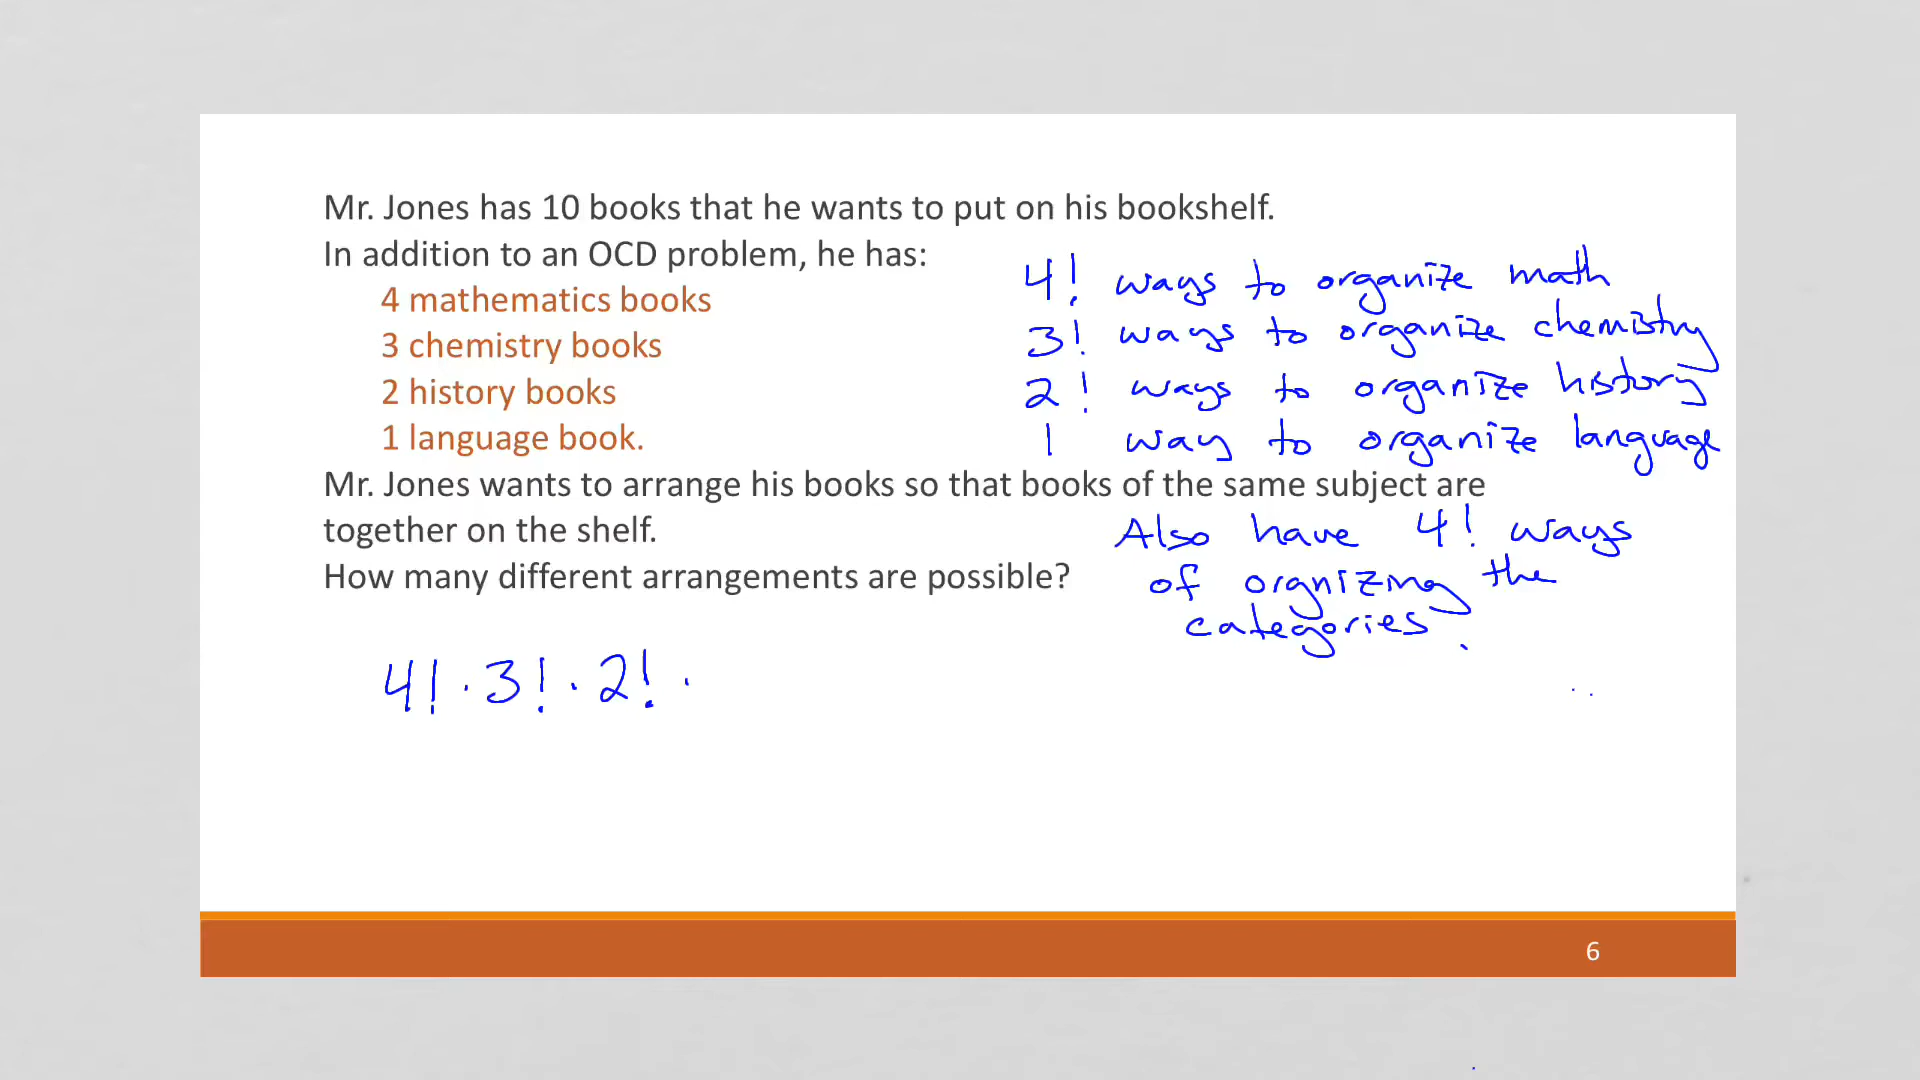 Mr. Jones has 10 books that he wants to put on his bookshelf.
In addition to an OCD problem, he has:
4 mathematics books
3 chemistry books
2 history books
1 language book.
4! ways to organize math
3! ways to organize chemistry
2! ways to organize history
1 way to organize language
Mr. Jones wants to arrange his books so that books of the same subject are
together on the shelf.
How many different arrangements are possible?
Also have 4! ways
of orgnizing the
categories.
4! · 3! · 2! ·
6